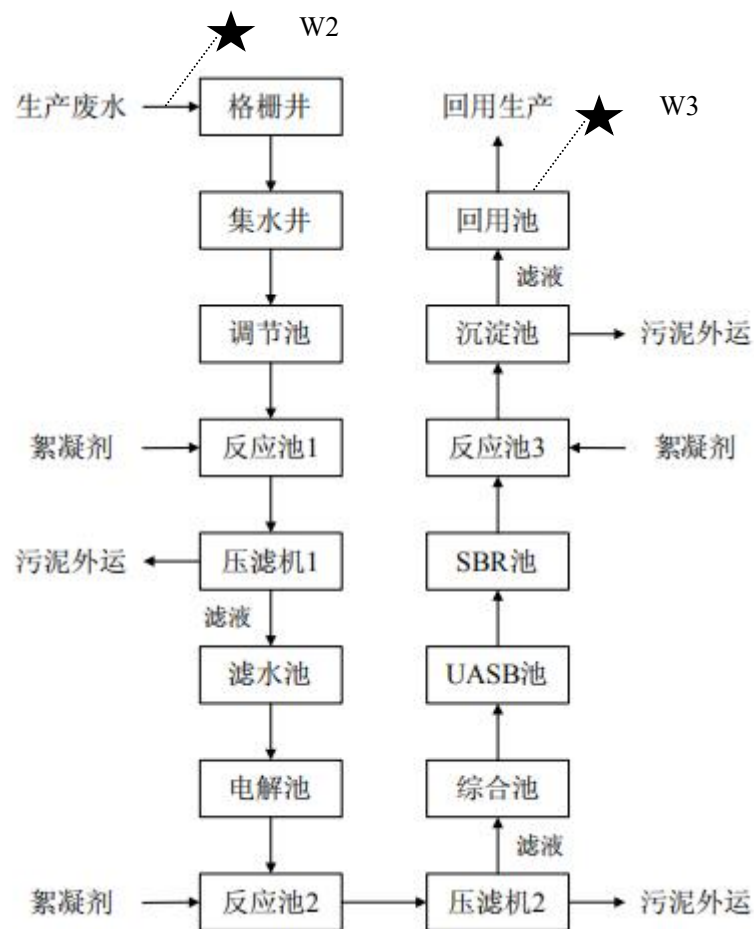 W2
生产废水
格栅井
集水井
调节池
絮凝剂
反应池1
污泥外运
压滤机1
滤液
滤水池
电解池
絮凝剂
反应池2
压滤机2
污泥外运
滤液
综合池
UASB池
SBR池
反应池3
絮凝剂
沉淀池
污泥外运
滤液
回用池
回用生产
W3